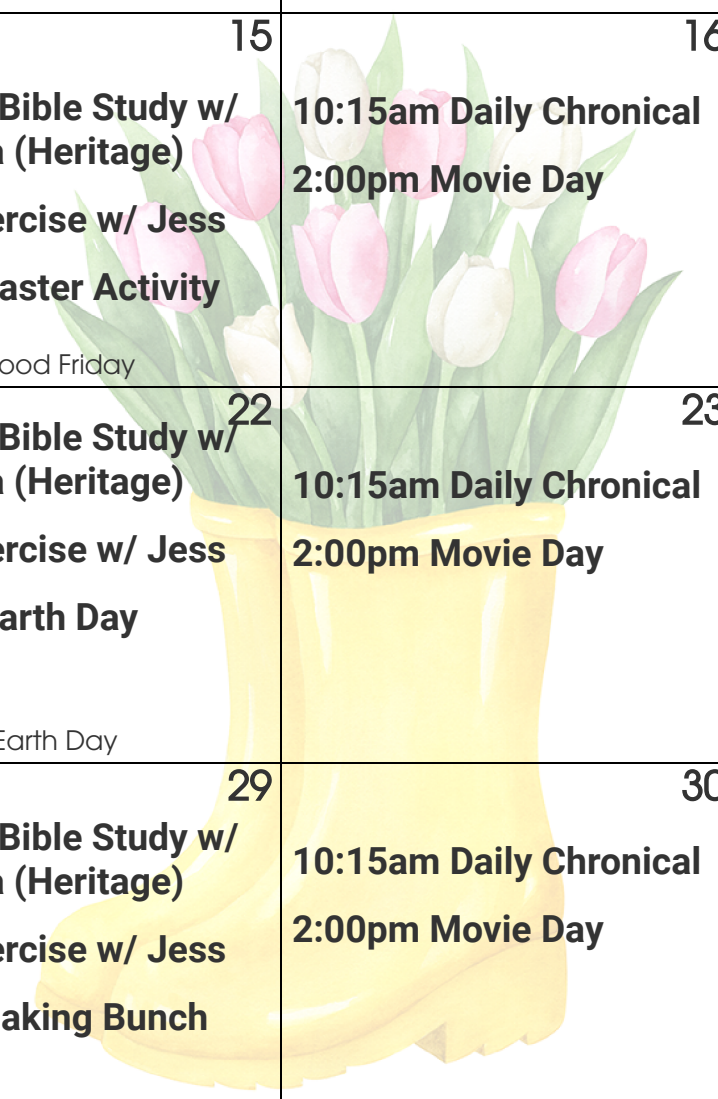 15
Bible Study w/
(Heritage)
ercise w/ Jess
aster Activity
ood Friday
16
10:15am Daily Chronical
2:00pm Movie Day
22
Bible Study w/
(Heritage)
ercise w/ Jess
arth Day
Earth Day
23
10:15am Daily Chronical
2:00pm Movie Day
29
Bible Study w/
(Heritage)
ercise w/ Jess
aking Bunch
30
10:15am Daily Chronical
2:00pm Movie Day